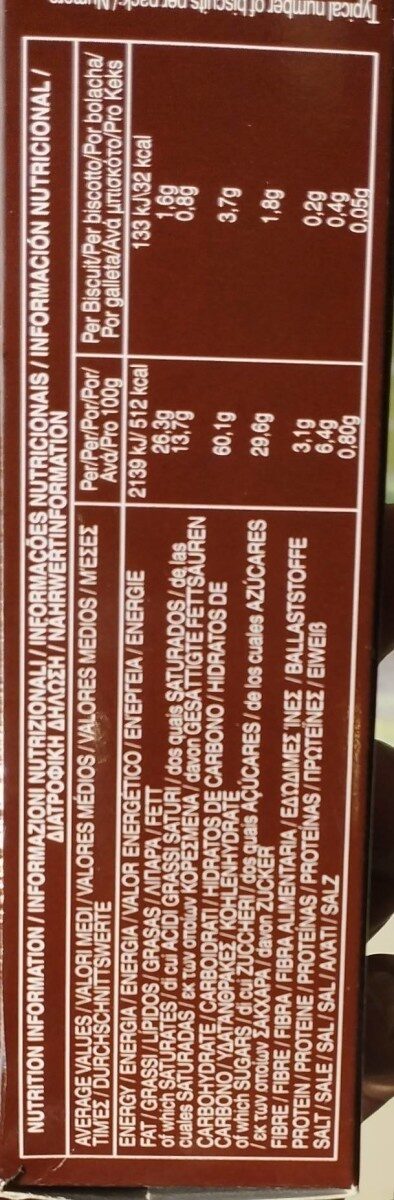 NUTRITION INFORMATION / INFORMAZIONI NUTRIZIONALI / INFORMAÇÕES NUTRICIONAIS / INFORMACIÓN NUTRICIONAL /
ΔΙΑΤΡΟΦΙΚΗ ΔΗΛΩΣΗ / NÄHRWERTINFORMATION
AVERAGE VALUES / VALORI MEDI / VALORES MÉDIOS / VALORES MEDIOS / ΜΈΣΕΣ Per/Per/Por/Por/ Per Biscuit/Per biscotto/Por bolacha/
ΤΙΜΈΣ / DURCHSCHNITTSWERTE Ανά/Pro 100g Por galleta/Ανά μπισκότο/Pro Keks
ENERGY / ENERGIA / ENERGIA / VALOR ENERGÉTICO / ΕΝΕΡΓΕΙΑ / ENERGIE 2139 kJ/ 512 kcal 133 kJ\32 kcal
FAT / GRASSI / LIPIDOS / GRASAS / ΛΙΠΑΡΑ / FETT 26,3g 1,6g
of which SATURATES / di cui ACIDI GRASSI SATURI / dos quais SATURADOS / de las 13,7g 0,8g
cuales SATURADAS / εκ των οποίων ΚΟΡΕΣΜΕΝΑ / davon GESÄTTIGTE FETTSÄUREN
CARBOHYDRATE / CARBOIDRATI / HIDRATOS DE CARBONO / HIDRATOS DE 60,1g 3,7g
CARBONO / ΥΔΑΤΑΝΘΡΑΚΕΣ / KOHLENHYDRATE
of which SUGARS / di cui ZUCCHERI / dos quais AÇÚCARES / de los cuales AZÚCARES 29,6g 1,8g
/ εκ των οποίων ΣΑΚΧΑΡΑ / davon ZUCKER
FIBRE / FIBRE / FIBRA / FIBRA ALIMENTARIA / ΕΔΩΔΙΜΕΣ ΊΝΕΣ / BALLASTSTOFFE 3,1g 0,2g
PROTEIN / PROTEINE / PROTEÍNAS / PROTEÍNAS / ΠΡΩΤΕΪΝΕΣ / EIWEIß 6,4g 0,4g
SALT / SALE / SAL / SAL / ΑΛΑΤΙ / SALZ 0,80g 0,05g
Typical number of biscuits per pack/